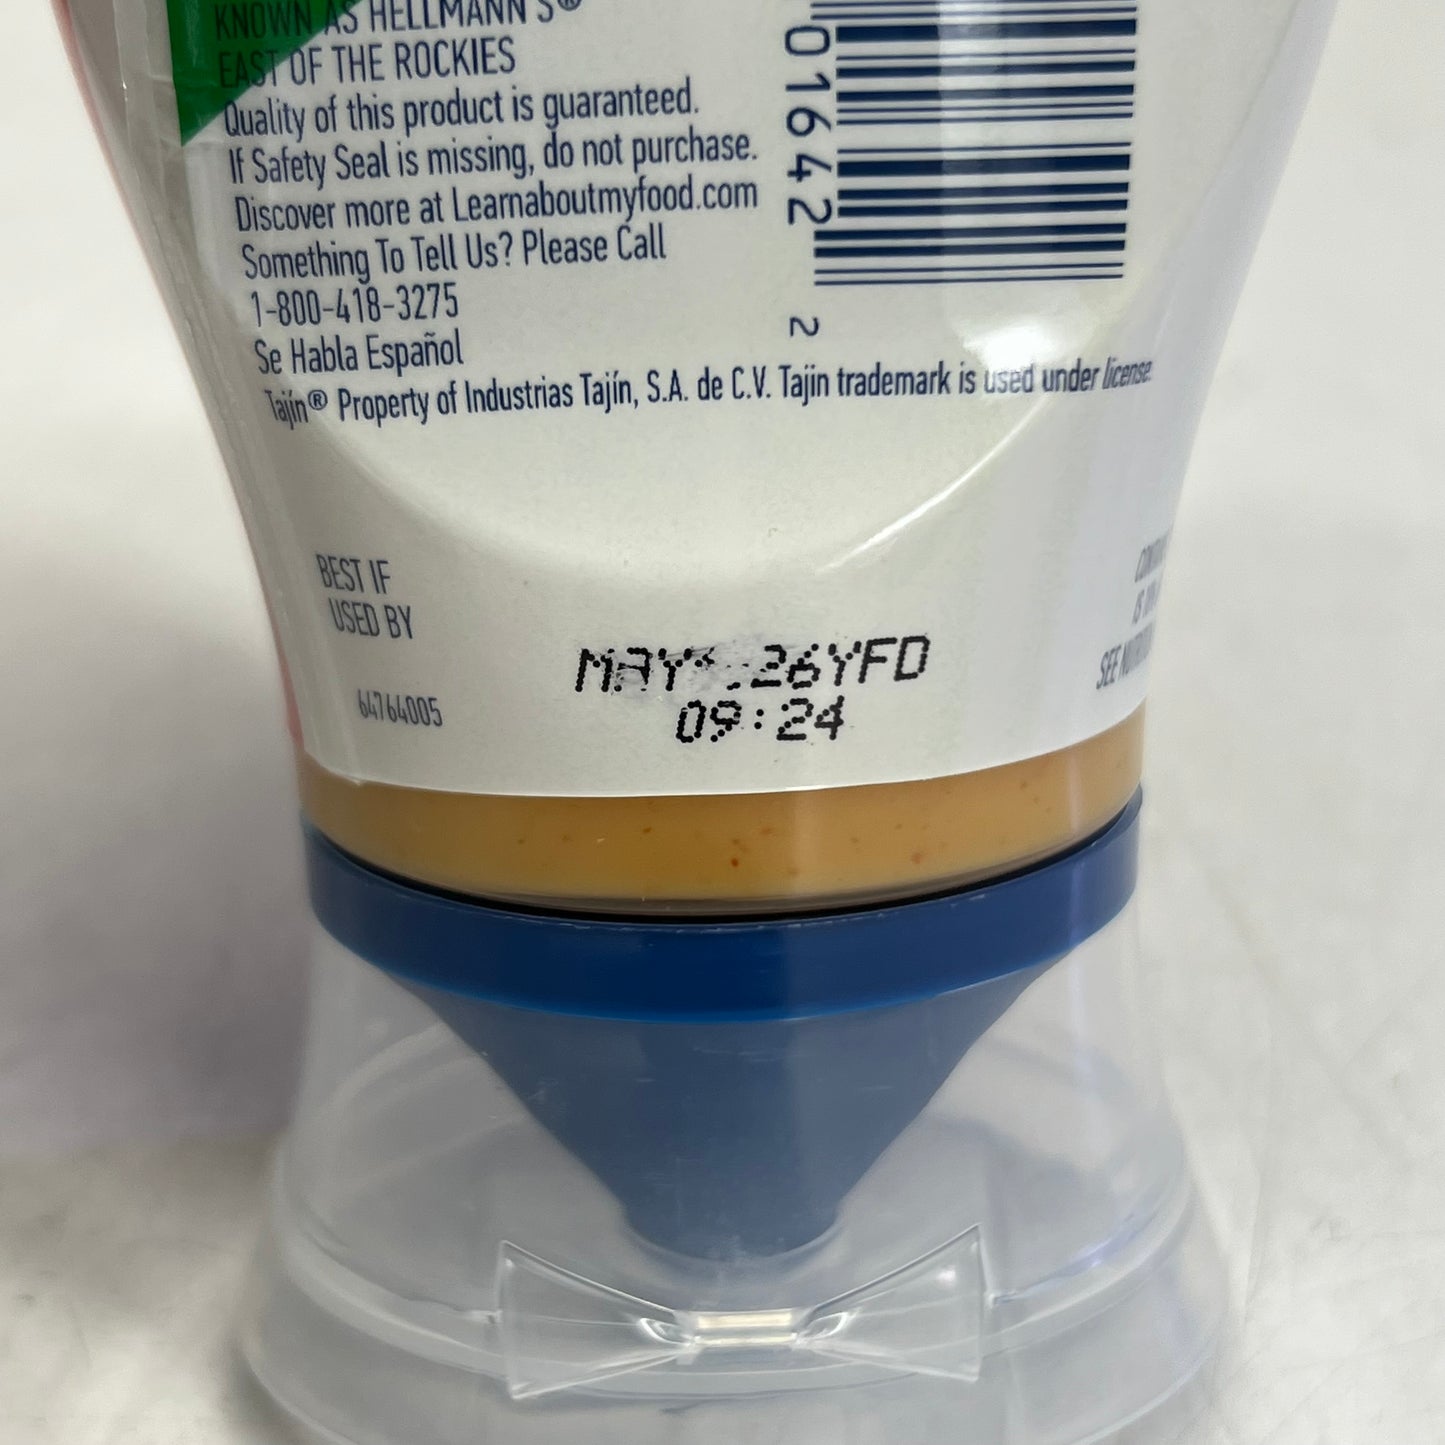 KNOWN AS HELLMANN'S®
EAST OF THE ROCKIES
Quality of this product is guaranteed.
If Safety Seal is missing, do not purchase.
Discover more at Learnaboutmyfood.com
Something To Tell Us? Please Call
1-800-418-3275
Se Habla Español
Tajín® Property of Industrias Tajín, S.A. de C.V. Tajin trademark is used under license.
01642
2
BEST IF
USED BY
64764005
MAY 26YFD
09:24
IS
SEE